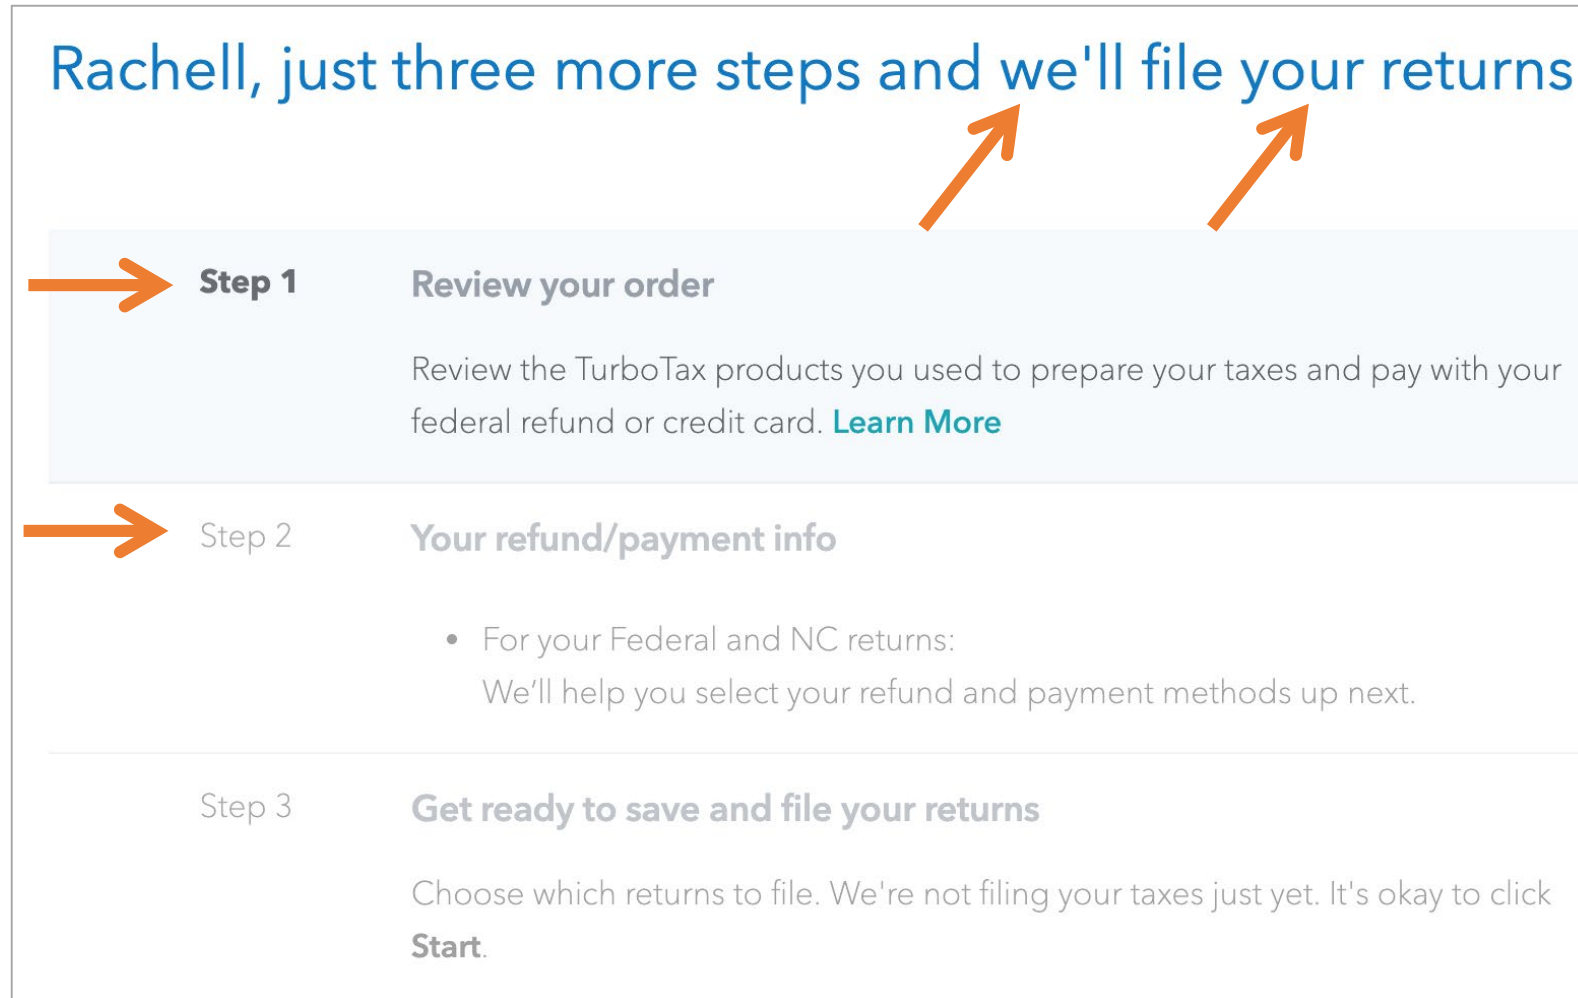 Rachell, just three more steps and we'll file your returns
Step 1
Review your order
Review the TurboTax products you used to prepare your taxes and pay with your
federal refund or credit card. Learn More
Step 2
Your refund/payment info
• For your Federal and NC returns:
We’ll help you select your refund and payment methods up next.
Step 3
Get ready to save and file your returns
Choose which returns to file. We're not filing your taxes just yet. It's okay to click
Start.